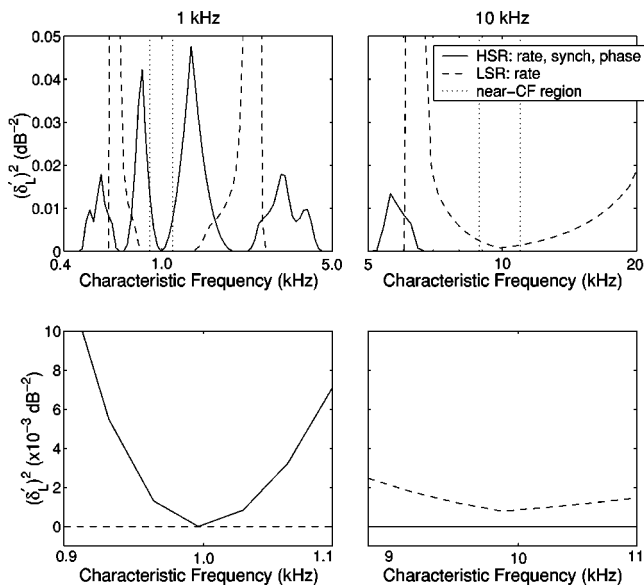 1 kHz
10 kHz
0.05
0.04
0.03
0.02
0.01
0
(δ'L)² (dB⁻²)
0.4
1.0
5.0
Characteristic Frequency (kHz)
HSR: rate, synch, phase
LSR: rate
near-CF region
5
10
20
Characteristic Frequency (kHz)
10
8
6
4
2
0
(δ'L)² (x10⁻³ dB⁻²)
0.9
1.0
1.1
Characteristic Frequency (kHz)
9
10
11
Characteristic Frequency (kHz)